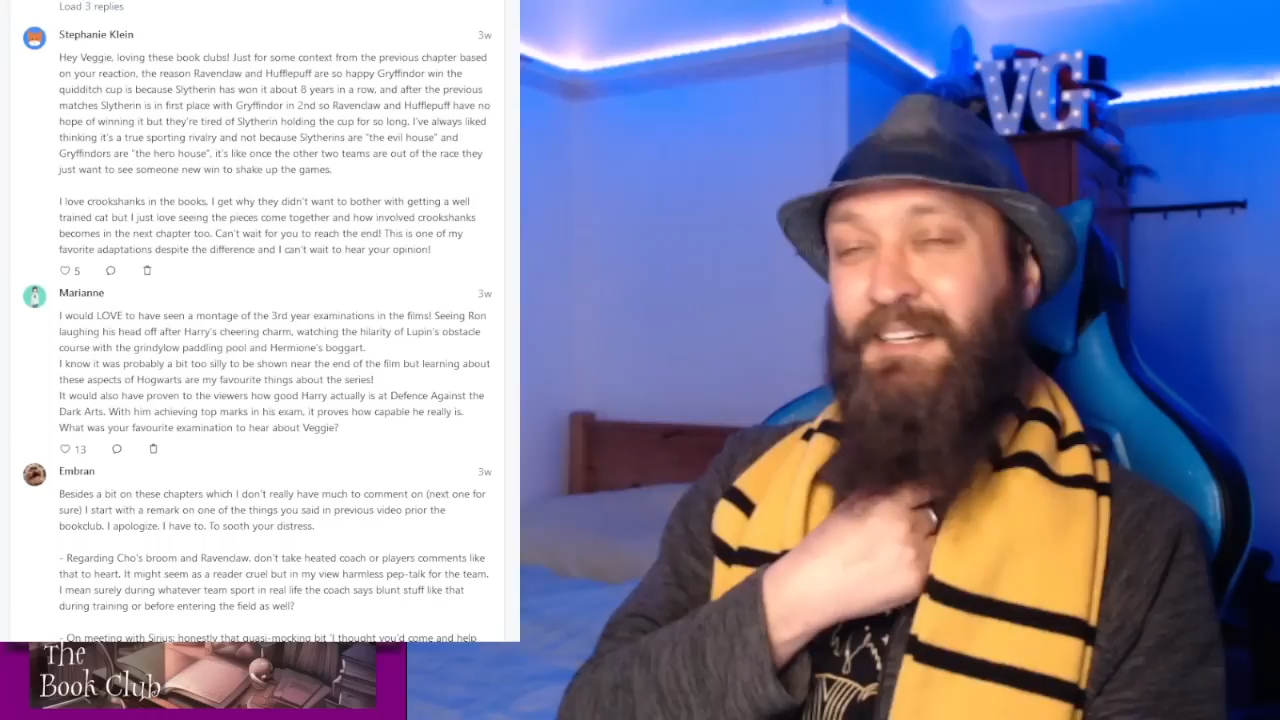 Load 3 replies
Stephanie Klein
3w
Hey Veggie, loving these book clubs! Just for some context from the previous chapter based
on your reaction, the reason Ravenclaw and Hufflepuff are so happy Gryffindor win the
quidditch cup is because Slytherin has won it about 8 years in a row, and after the previous
matches Slytherin is in first place with Gryffindor in 2nd so Ravenclaw and Hufflepuff have no
hope of winning it but they're tired of Slytherin holding the cup for so long. I've always liked
thinking it's a true sporting rivalry and not because Slytherins are "the evil house" and
Gryffindors are "the hero house", it's like once the other two teams are out of the race they
just want to see someone new win to shake up the games.
I love crookshanks in the books, I get why they didn't want to bother with getting a well
trained cat but I just love seeing the pieces come together and how involved crookshanks
becomes in the next chapter too. Can't wait for you to reach the end! This is one of my
favorite adaptations despite the difference and I can't wait to hear your opinion!
5
Marianne
3w
I would LOVE to have seen a montage of the 3rd year examinations in the films! Seeing Ron
laughing his head off after Harry's cheering charm, watching the hilarity of Lupin's obstacle
course with the grindylow paddling pool and Hermione's boggart.
I know it was probably a bit too silly to be shown near the end of the film but learning about
these aspects of Hogwarts are my favourite things about the series!
It would also have proven to the viewers how good Harry actually is at Defence Against the
Dark Arts. With him achieving top marks in his exam, it proves how capable he really is.
What was your favourite examination to hear about Veggie?
13
Embran
3w
Besides a bit on these chapters which I don't really have much to comment on (next one for
sure) I start with a remark on one of the things you said in previous video prior the
bookclub. I apologize. I have to. To sooth your distress.
- Regarding Cho's broom and Ravenclaw. don't take heated coach or players comments like
that to heart. It might seem as a reader cruel but in my view harmless pep-talk for the team.
I mean surely during whatever team sport in real life the coach says blunt stuff like that
during training or before entering the field as well?
- On meeting with Sirius: honestly that quasi-mocking bit 'I thought you'd come and help
The
Book Club
VG